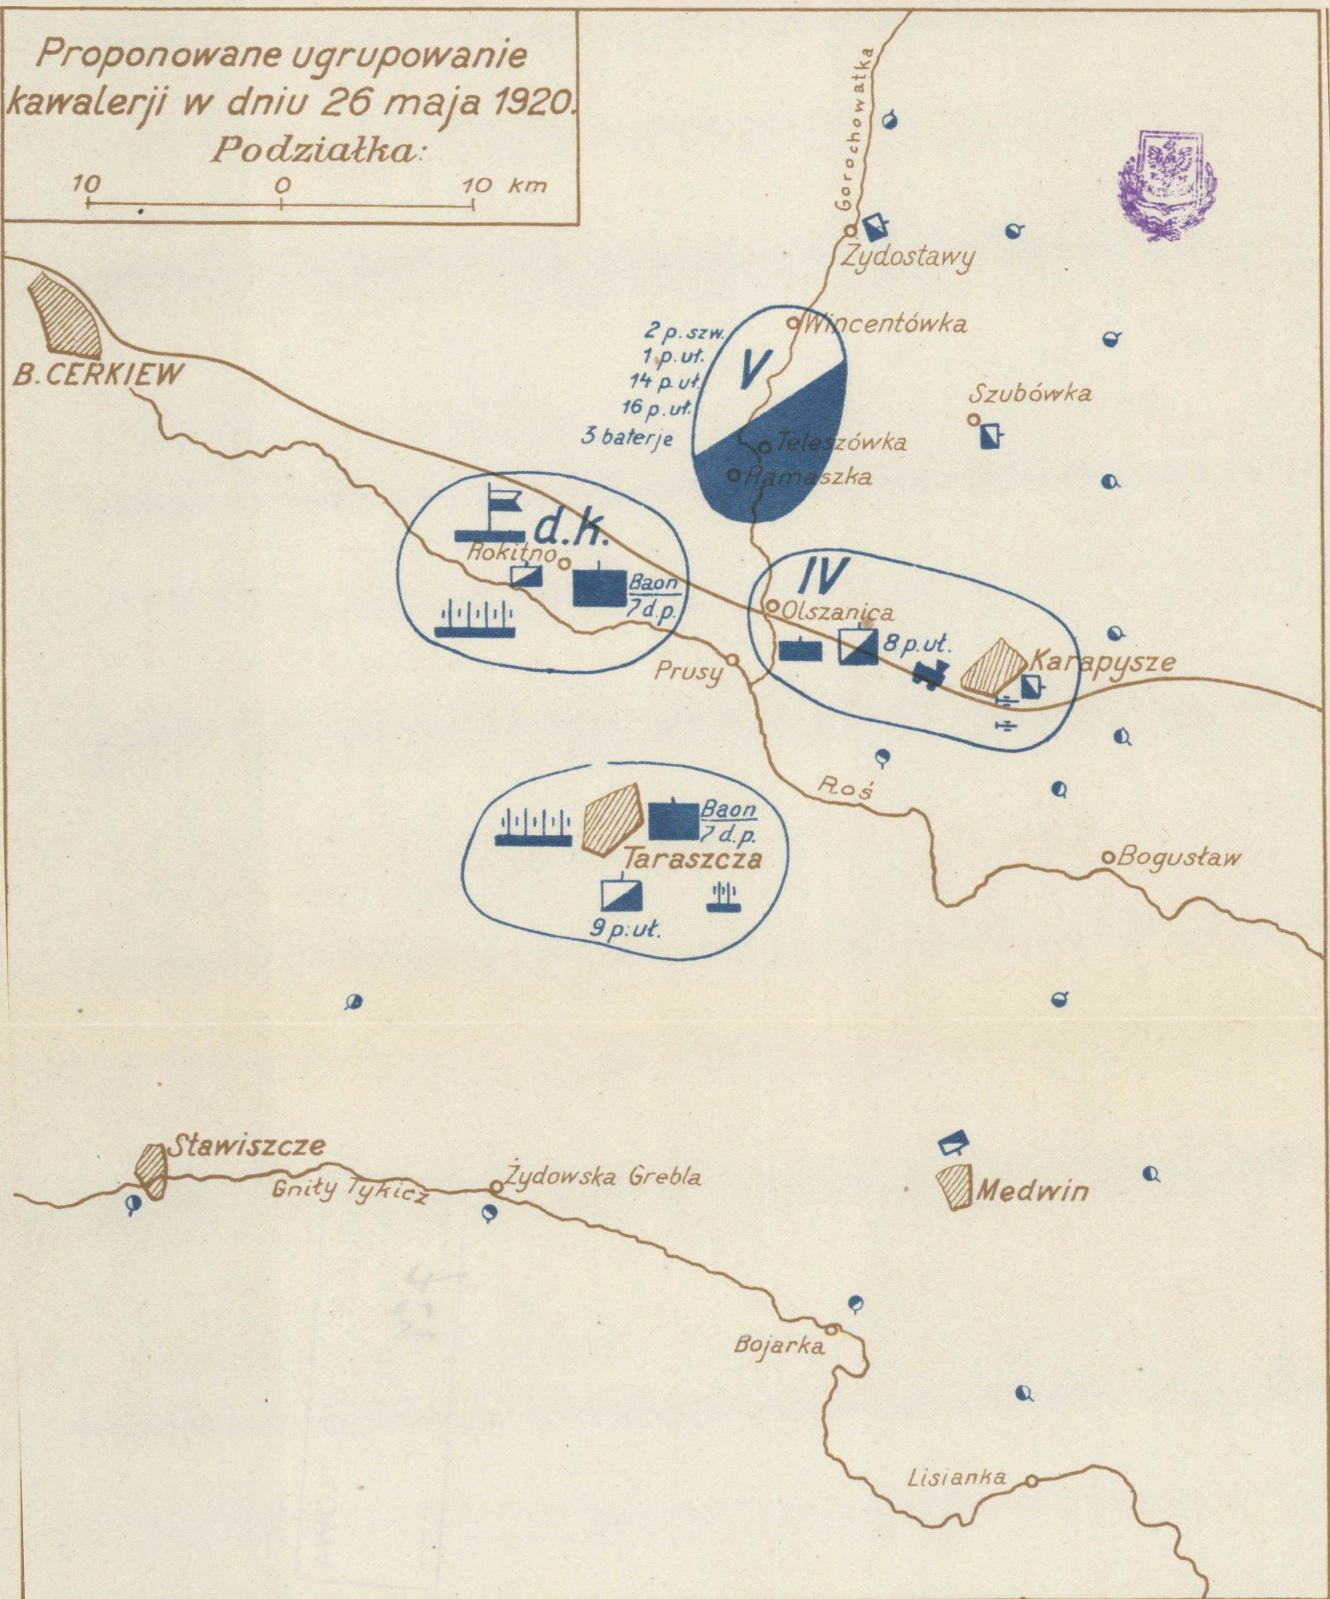 Proponowane ugrupowanie
kawalerji w dniu 26 maja 1920.
Podziałka:
10 0 10 km
Gorochowatka
Żydostawy
Wincentówka
2 p. szw.
1 p. uł.
14 p. uł.
16 p. uł.
3 baterje
V
B. CERKIEW
Szubówka
Teleszówka
Ramaszka
d.k.
Rokitno
Baon
7 d.p.
IV
Olszanica
8 p. uł.
Karapysze
Prusy
Roś
Baon
7 d.p.
Taraszcza
9 p. uł.
Bogusław
Stawiszcze
Gniły Tykicz
Żydowska Grebla
Medwin
Bojarka
Lisianka